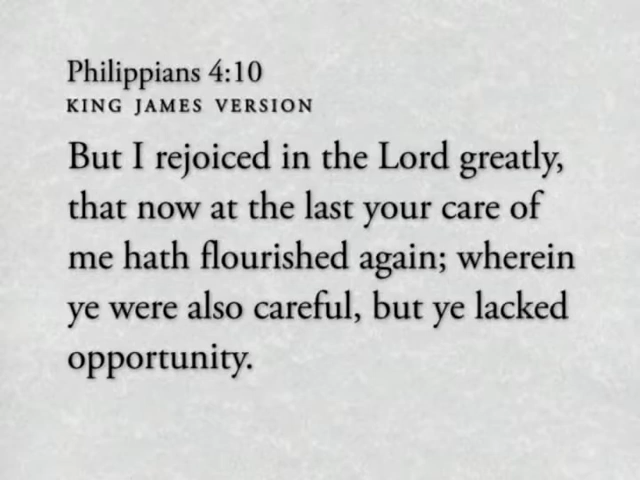 Philippians 4:10
KING JAMES VERSION
But I rejoiced in the Lord greatly,
that now at the last your care of
me hath flourished again; wherein
ye were also careful, but ye lacked
opportunity.